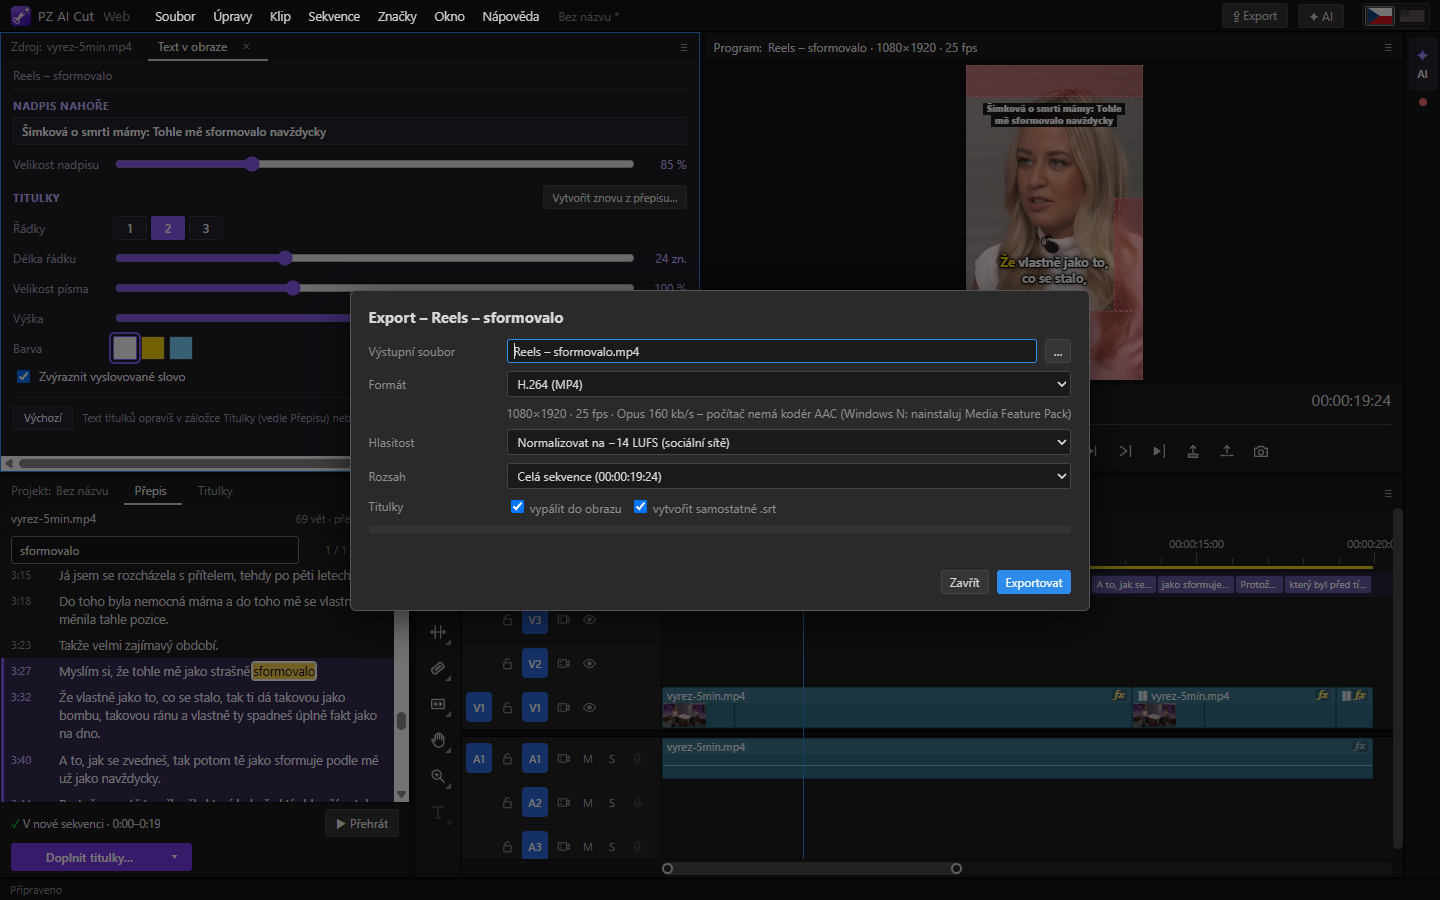 PZ AI Cut Web
Soubor Úpravy Klip Sekvence Značky Okno Nápověda Bez názvu *
Export
AI
Zdroj: vyrez-5min.mp4
Text v obraze ×
Reels – sformovalo
NADPIS NAHOŘE
Šimková o smrti mámy: Tohle mě sformovalo navždycky
Velikost nadpisu 85 %
TITULKY
Vytvořit znovu z přepisu...
Řádky 1 2 3
Délka řádku 24 zn.
Velikost písma 100 %
Výška
Barva
Zvýraznit vyslovované slovo
Výchozí
Text titulků opravíš v záložce Titulky (vedle Přepisu)
Program: Reels – sformovalo · 1080×1920 · 25 fps
Šimková o smrti mámy: Tohle
mě sformovalo navždycky
Že vlastně jako to,
co se stalo,
AI
00:00:19:24
Export – Reels – sformovalo
Výstupní soubor Reels – sformovalo.mp4 ...
Formát H.264 (MP4)
1080×1920 · 25 fps · Opus 160 kb/s – počítač nemá kodér AAC (Windows N: nainstaluj Media Feature Pack)
Hlasitost Normalizovat na −14 LUFS (sociální sítě)
Rozsah Celá sekvence (00:00:19:24)
Titulky vypálit do obrazu vytvořit samostatné .srt
Zavřít Exportovat
Projekt: Bez názvu Přepis Titulky
vyrez-5min.mp4 69 vět
sformovalo 1 / 1
3:15 Já jsem se rozcházela s přítelem, tehdy po pěti letech
3:18 Do toho byla nemocná máma a do toho mě se
měnila tahle pozice.
3:23 Takže velmi zajímavý období.
3:27 Myslím si, že tohle mě jako strašně sformovalo
3:32 Že vlastně jako to, co se stalo, tak ti dá takovou jako
bombu, takovou ránu a vlastně ty spadneš úplně fakt jako
na dno.
3:40 A to, jak se zvedneš, tak potom tě jako sformuje podle mě
už jako navždycky.
✓ V nové sekvenci · 0:00–0:19
Přehrát
Doplnit titulky...
Připraveno
00:00:15:00
A to, jak se... jako sformuje... Protož... který byl před tí...
V3
V2
V1 V1
A1 A1 M S
A2 M S
A3 M S
vyrez-5min.mp4 fx
vyrez-5min.mp4 fx
fx
vyrez-5min.mp4 fx
T